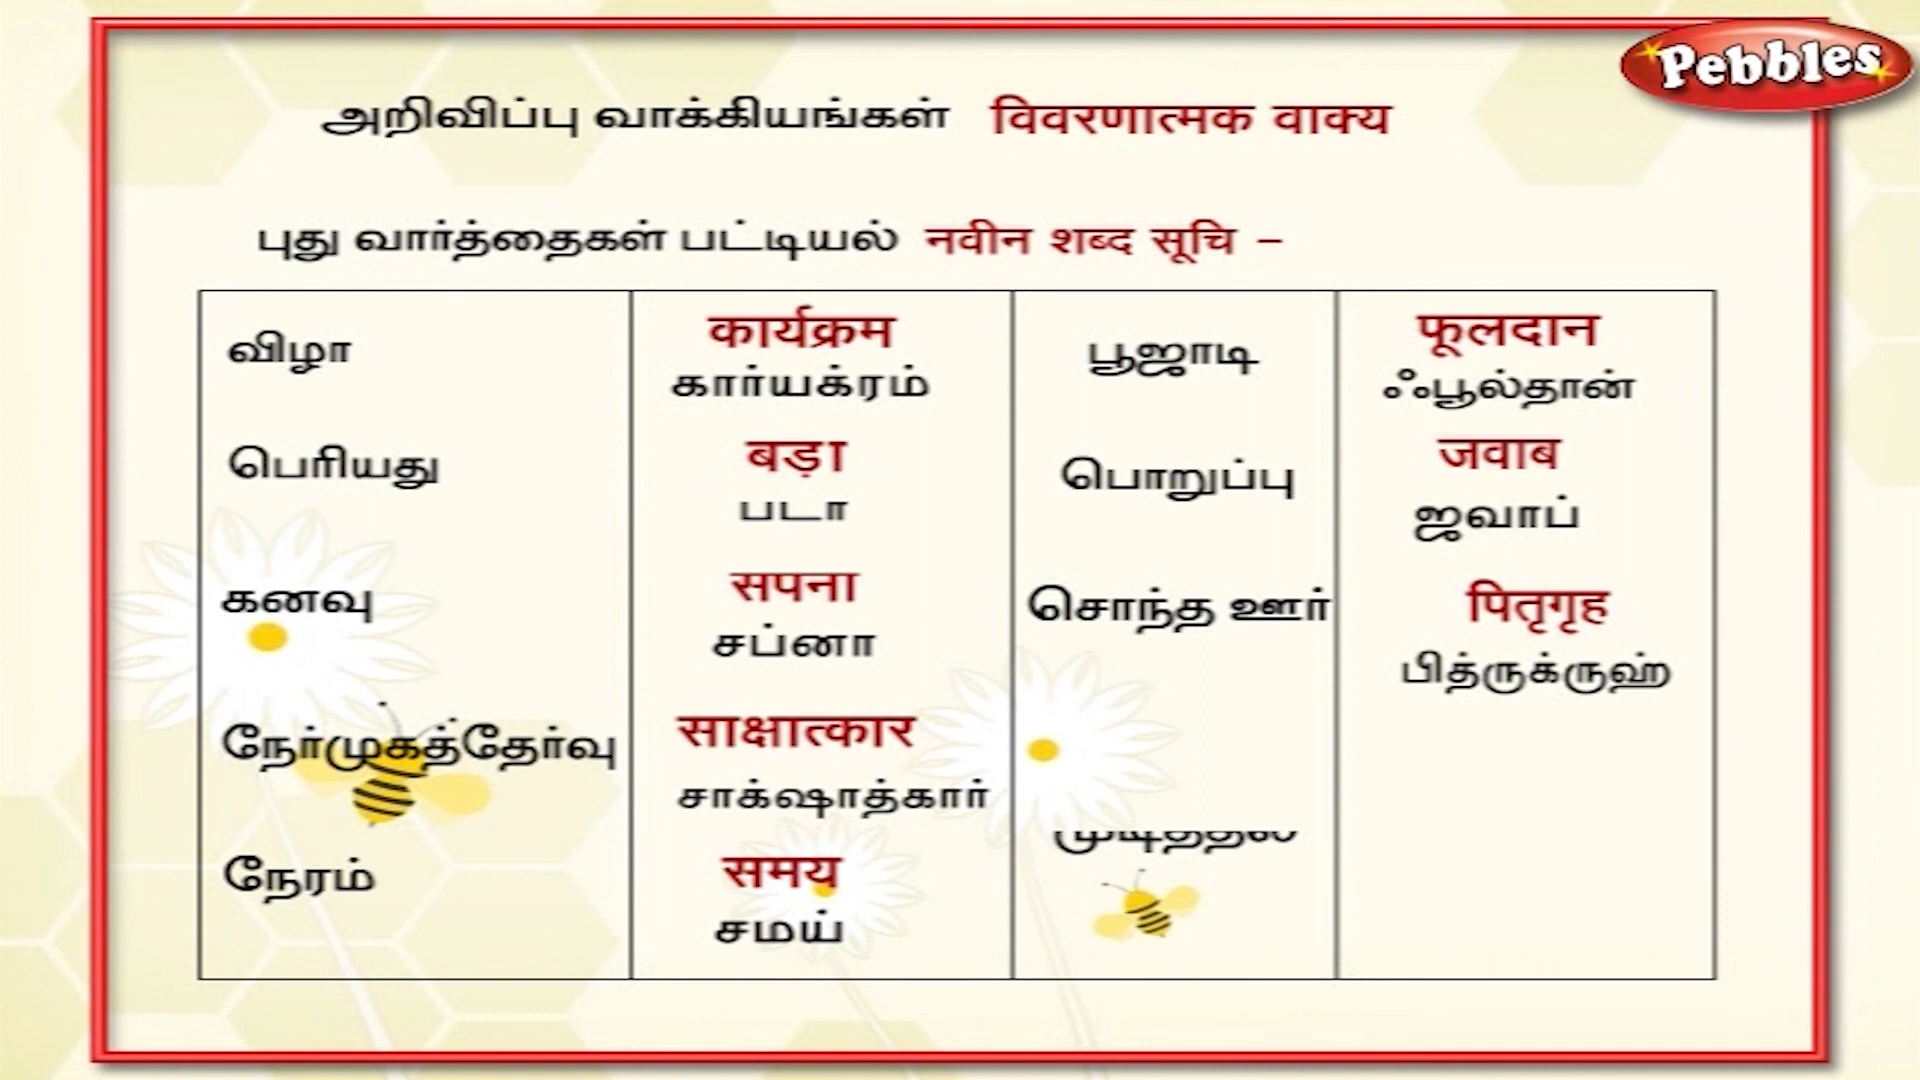 Pebbles
அறிவிப்பு வாக்கியங்கள் विवरणात्मक वाक्य
புது வார்த்தைகள் பட்டியல் नवीन शब्द सूचि –
விழா
कार्यक्रम
கார்யக்ரம்
பூஜாடி
फूलदान
ஃபூல்தான்
பெரியது
बड़ा
படா
பொறுப்பு
जवाब
ஜவாப்
கனவு
सपना
சப்னா
சொந்த ஊர்
पितृगृह
பித்ருக்ருஹ்
நேர்முகத்தேர்வு
साक्षात्कार
சாக்ஷாத்கார்
நேரம்
समय
சமய்